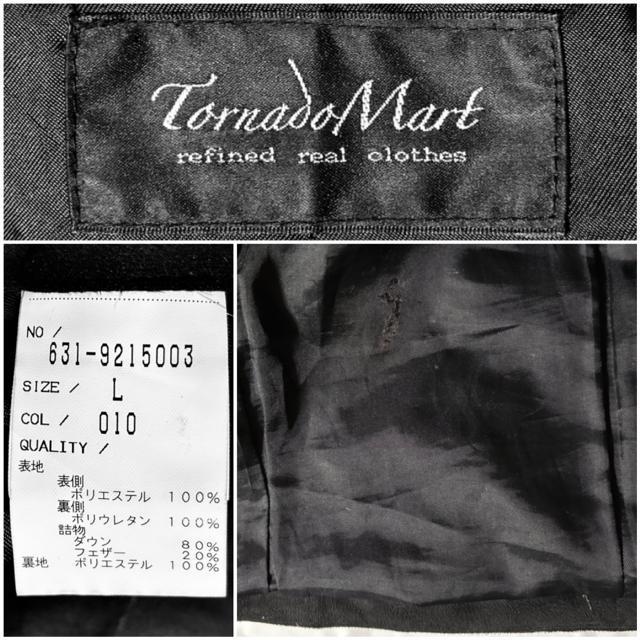 TornadoMart
refined real clothes
NO /
631-9215003
SIZE / L
COL / 010
QUALITY /
表地
表側
ポリエステル 100%
裏側
ポリウレタン 100%
詰物
ダウン 80%
フェザー 20%
裏地 ポリエステル 100%